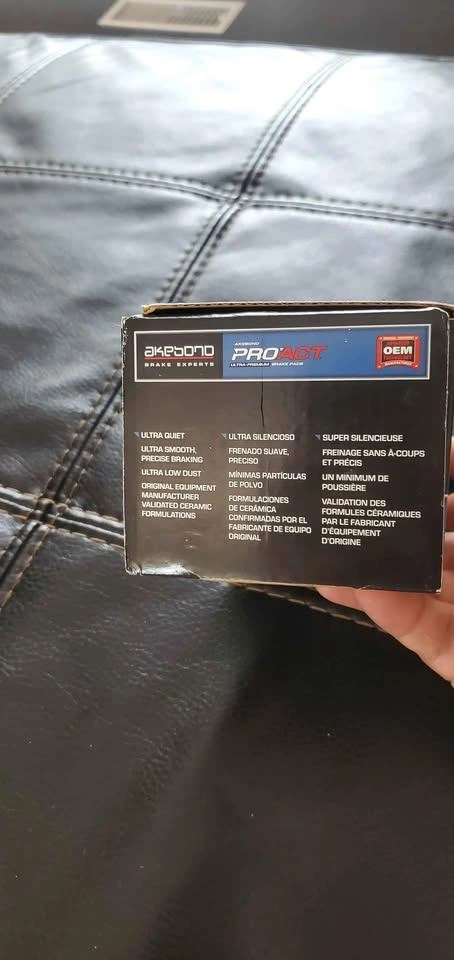 akebono
BRAKE EXPERTS
AKEBONO
PRO·ACT
ULTRA-PREMIUM BRAKE PADS
OEM
ULTRA QUIET
ULTRA SMOOTH,
PRECISE BRAKING
ULTRA LOW DUST
ORIGINAL EQUIPMENT
MANUFACTURER
VALIDATED CERAMIC
FORMULATIONS
ULTRA SILENCIOSO
FRENADO SUAVE,
PRECISO
MÍNIMAS PARTÍCULAS
DE POLVO
FORMULACIONES
DE CERÁMICA
CONFIRMADAS POR EL
FABRICANTE DE EQUIPO
ORIGINAL
SUPER SILENCIEUSE
FREINAGE SANS À-COUPS
ET PRÉCIS
UN MINIMUM DE
POUSSIÈRE
VALIDATION DES
FORMULES CÉRAMIQUES
PAR LE FABRICANT
D'ÉQUIPEMENT
D'ORIGINE